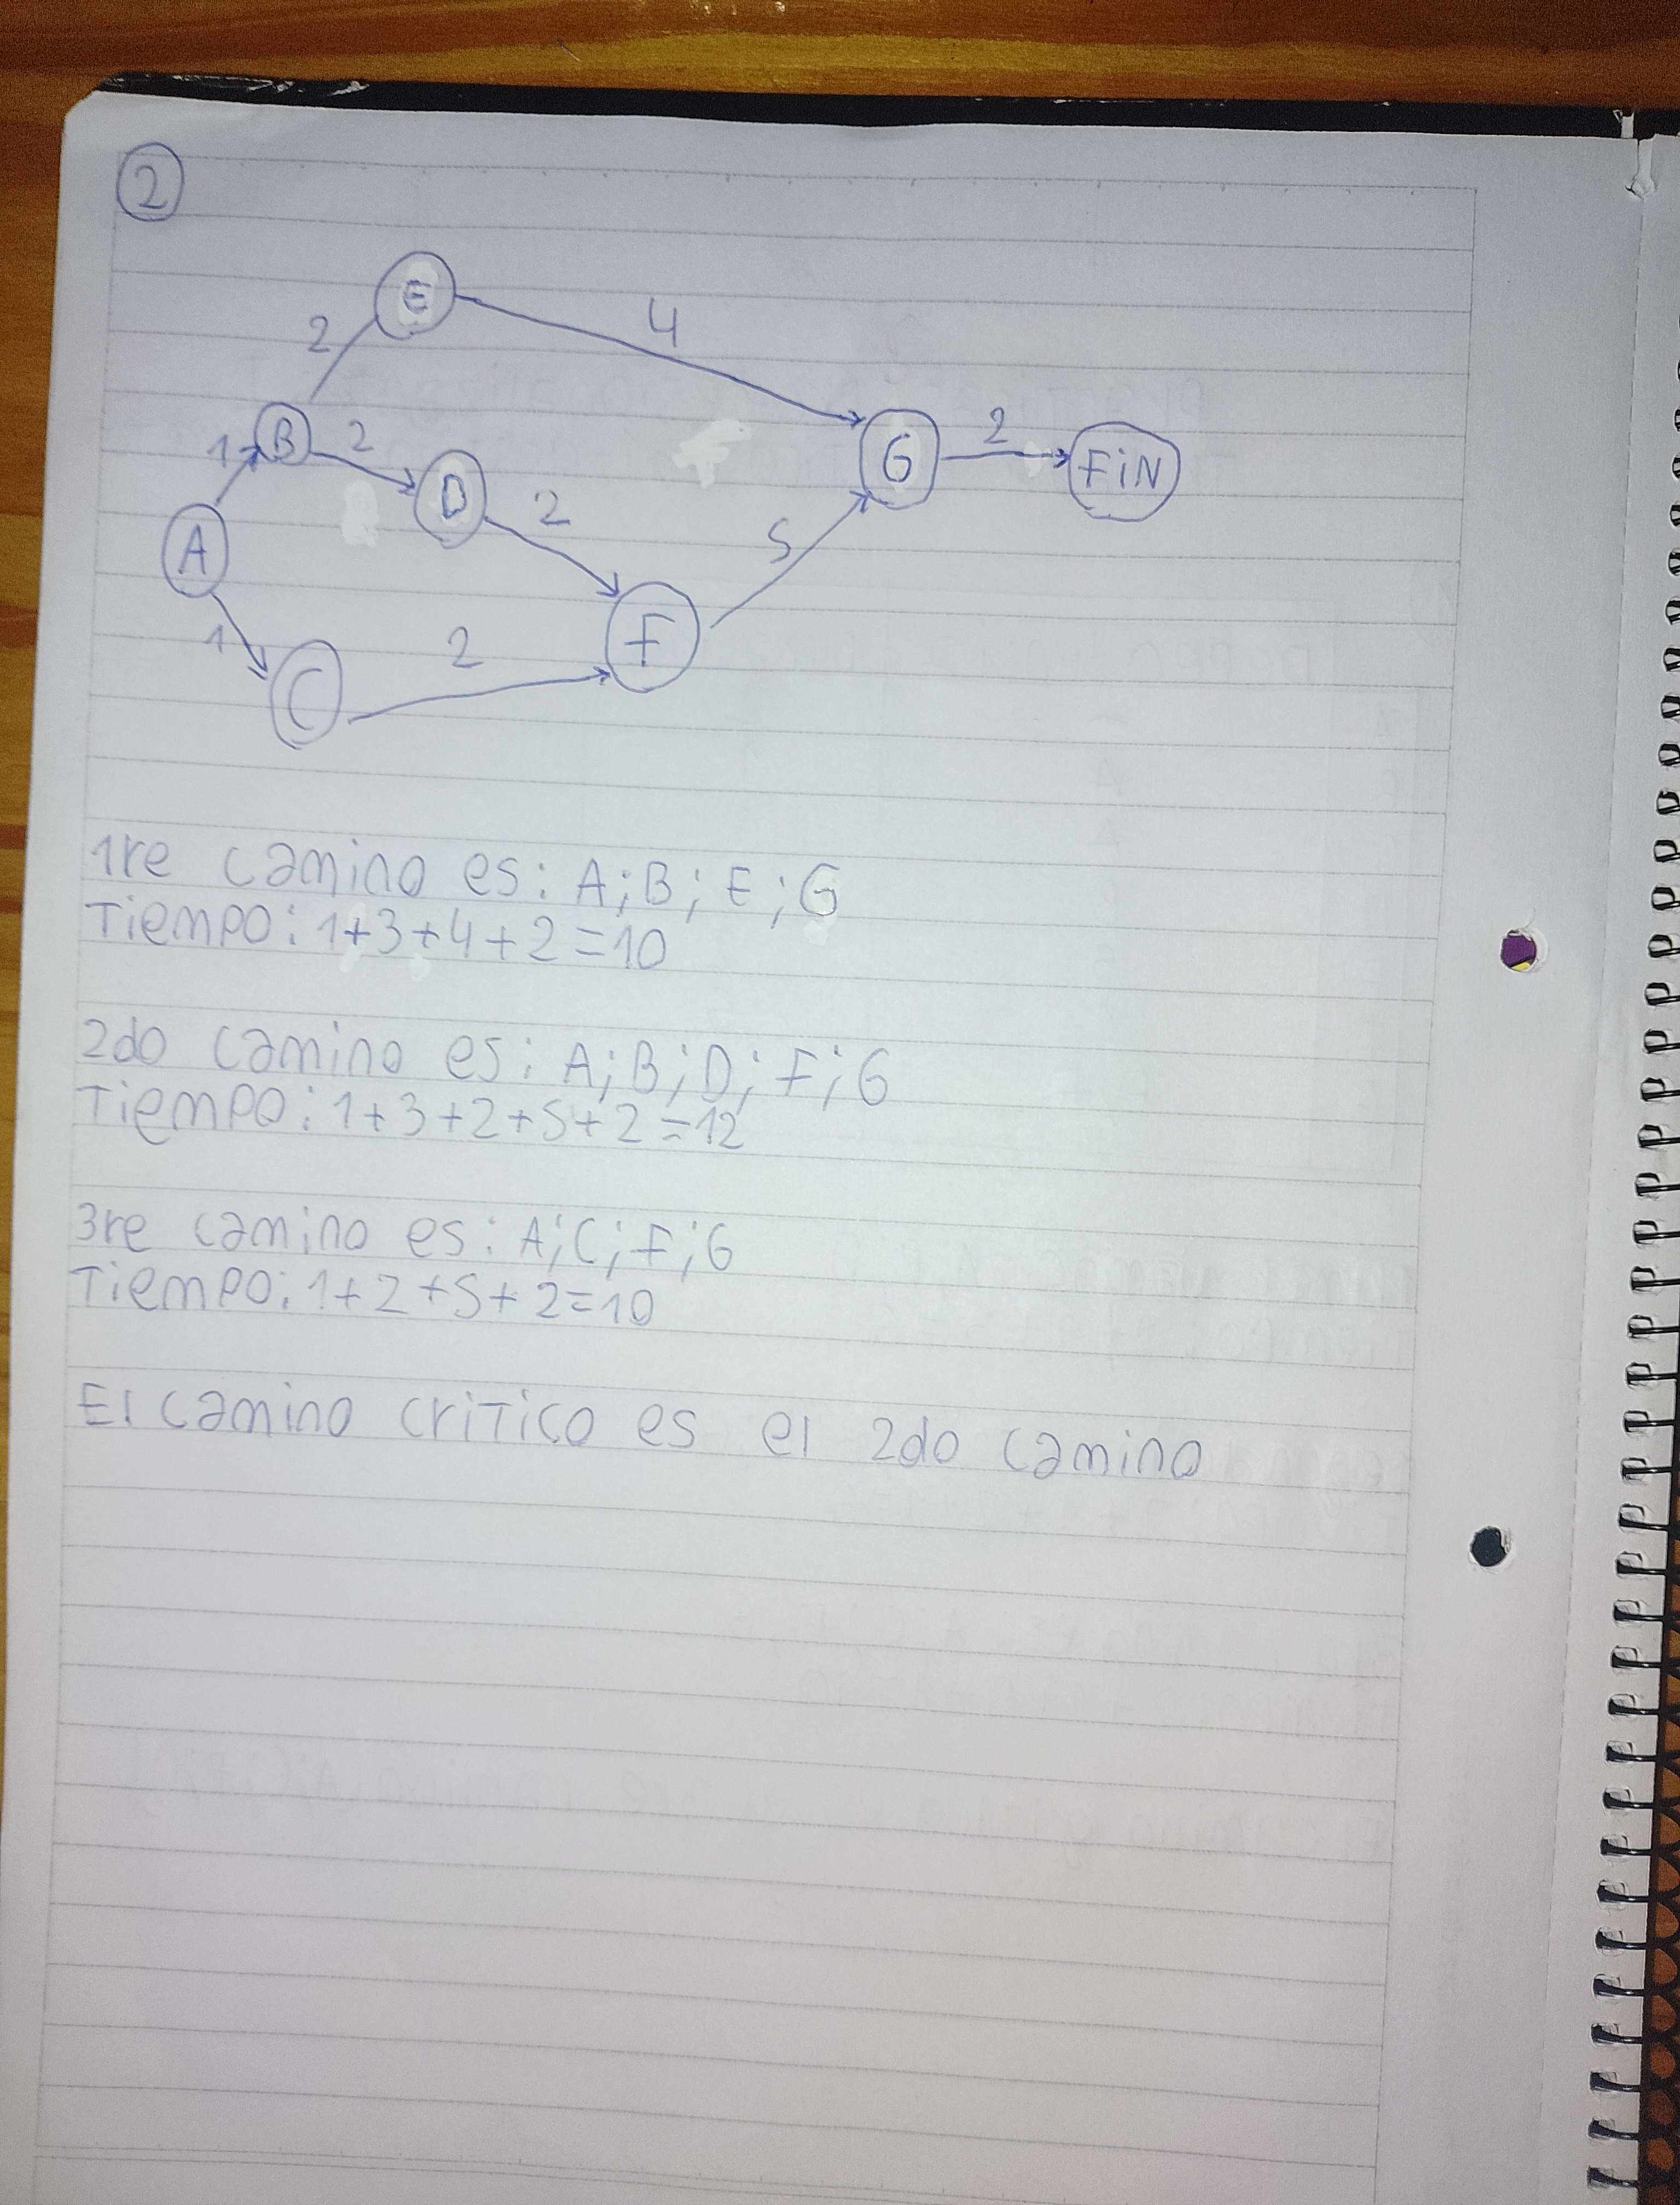 2
E
2
4
B
2
1
D
2
G
2
FiN
A
5
F
1
2
C
1re camino es: A; B; E; G
Tiempo: 1+3+4+2=10
2do camino es: A; B; D; F; G
Tiempo: 1+3+2+5+2=12
3re camino es: A; C; F; G
Tiempo: 1+2+5+2=10
El camino critico es el 2do camino